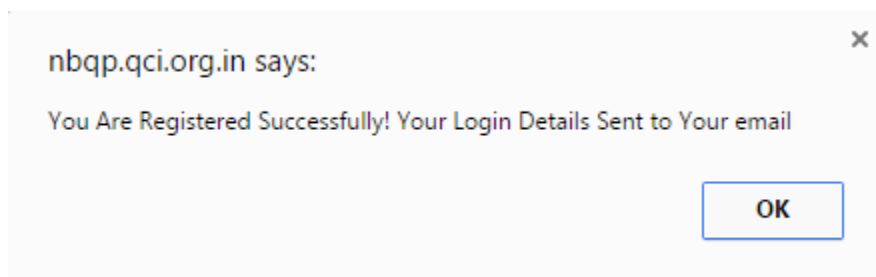 nbqp.qci.org.in says:
You Are Registered Successfully! Your Login Details Sent to Your email
OK